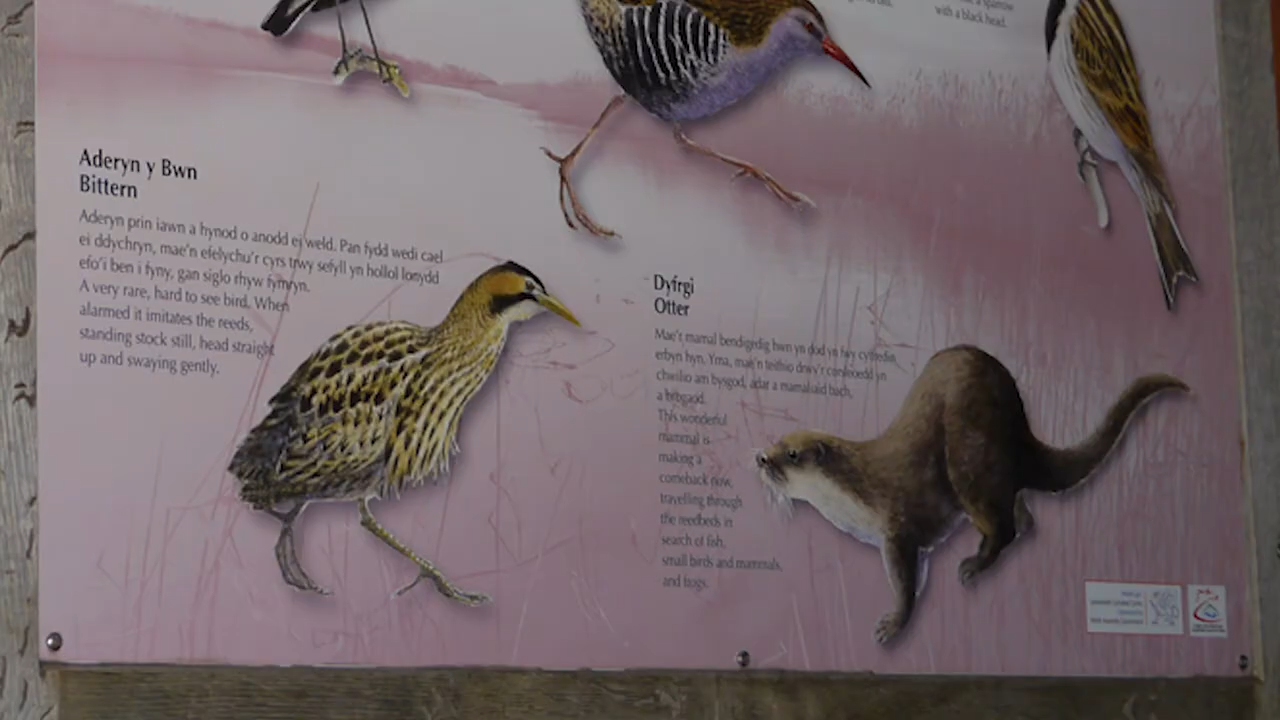 a sparrow
with a black head.
Aderyn y Bwn
Bittern
Aderyn prin iawn a hynod o anodd ei weld. Pan fydd wedi cael
ei ddychryn, mae'n efelychu'r cyrs trwy sefyll yn hollol lonydd
efo'i ben i fyny, gan siglo rhyw fymryn.
A very rare, hard to see bird. When
alarmed it imitates the reeds,
standing stock still, head straight
up and swaying gently.
Dyfrgi
Otter
Mae'r mamal bendigedig hwn yn dod yn fwy cyffredin
erbyn hyn. Yma, mae'n teithio drwy'r corsleoedd yn
chwilio am bysgod, adar a mamaliaid bach,
a brogaod.
This wonderful
mammal is
making a
comeback now,
travelling through
the reedbeds in
search of fish,
small birds and mammals,
and frogs.